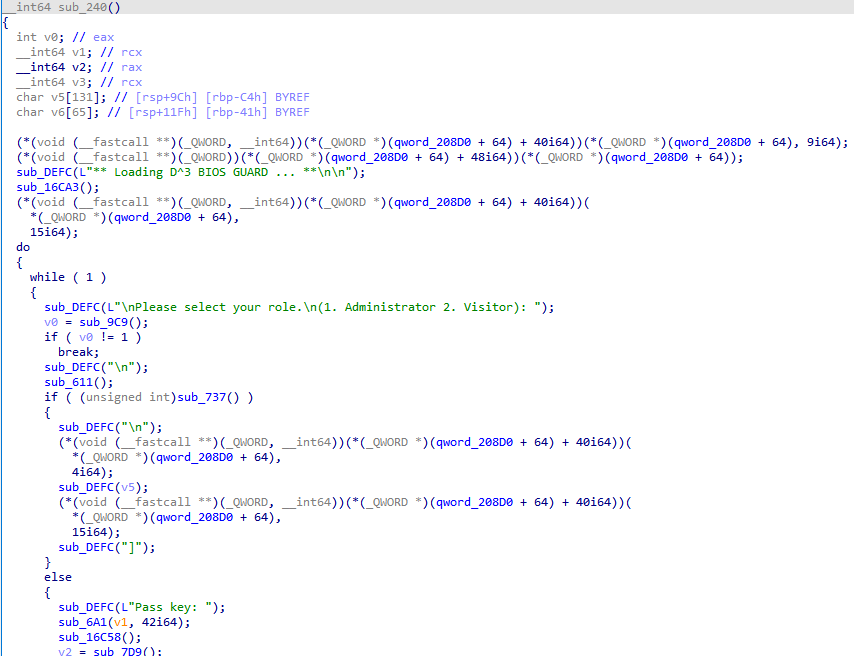 __int64 sub_240()
{
  int v0; // eax
  __int64 v1; // rcx
  __int64 v2; // rax
  __int64 v3; // rcx
  char v5[131]; // [rsp+9Ch] [rbp-C4h] BYREF
  char v6[65]; // [rsp+11Fh] [rbp-41h] BYREF

  (*(void (__fastcall **)(_QWORD, __int64))(*(_QWORD *)(qword_208D0 + 64) + 40i64))(*(_QWORD *)(qword_208D0 + 64), 9i64);
  (*(void (__fastcall **)(_QWORD))(*(_QWORD *)(qword_208D0 + 64) + 48i64))(*(_QWORD *)(qword_208D0 + 64));
  sub_DEFC(L"** Loading D^3 BIOS GUARD ... **\n\n");
  sub_16CA3();
  (*(void (__fastcall **)(_QWORD, __int64))(*(_QWORD *)(qword_208D0 + 64) + 40i64))(
    *(_QWORD *)(qword_208D0 + 64),
    15i64);
  do
  {
    while ( 1 )
    {
      sub_DEFC(L"\nPlease select your role.\n(1. Administrator 2. Visitor): ");
      v0 = sub_9C9();
      if ( v0 != 1 )
        break;
      sub_DEFC("\n");
      sub_611();
      if ( (unsigned int)sub_737() )
      {
        sub_DEFC("\n");
        (*(void (__fastcall **)(_QWORD, __int64))(*(_QWORD *)(qword_208D0 + 64) + 40i64))(
          *(_QWORD *)(qword_208D0 + 64),
          4i64);
        sub_DEFC(v5);
        (*(void (__fastcall **)(_QWORD, __int64))(*(_QWORD *)(qword_208D0 + 64) + 40i64))(
          *(_QWORD *)(qword_208D0 + 64),
          15i64);
        sub_DEFC("]");
      }
      else
      {
        sub_DEFC(L"Pass key: ");
        sub_6A1(v1, 42i64);
        sub_16C58();
        v2 = sub_7D9();